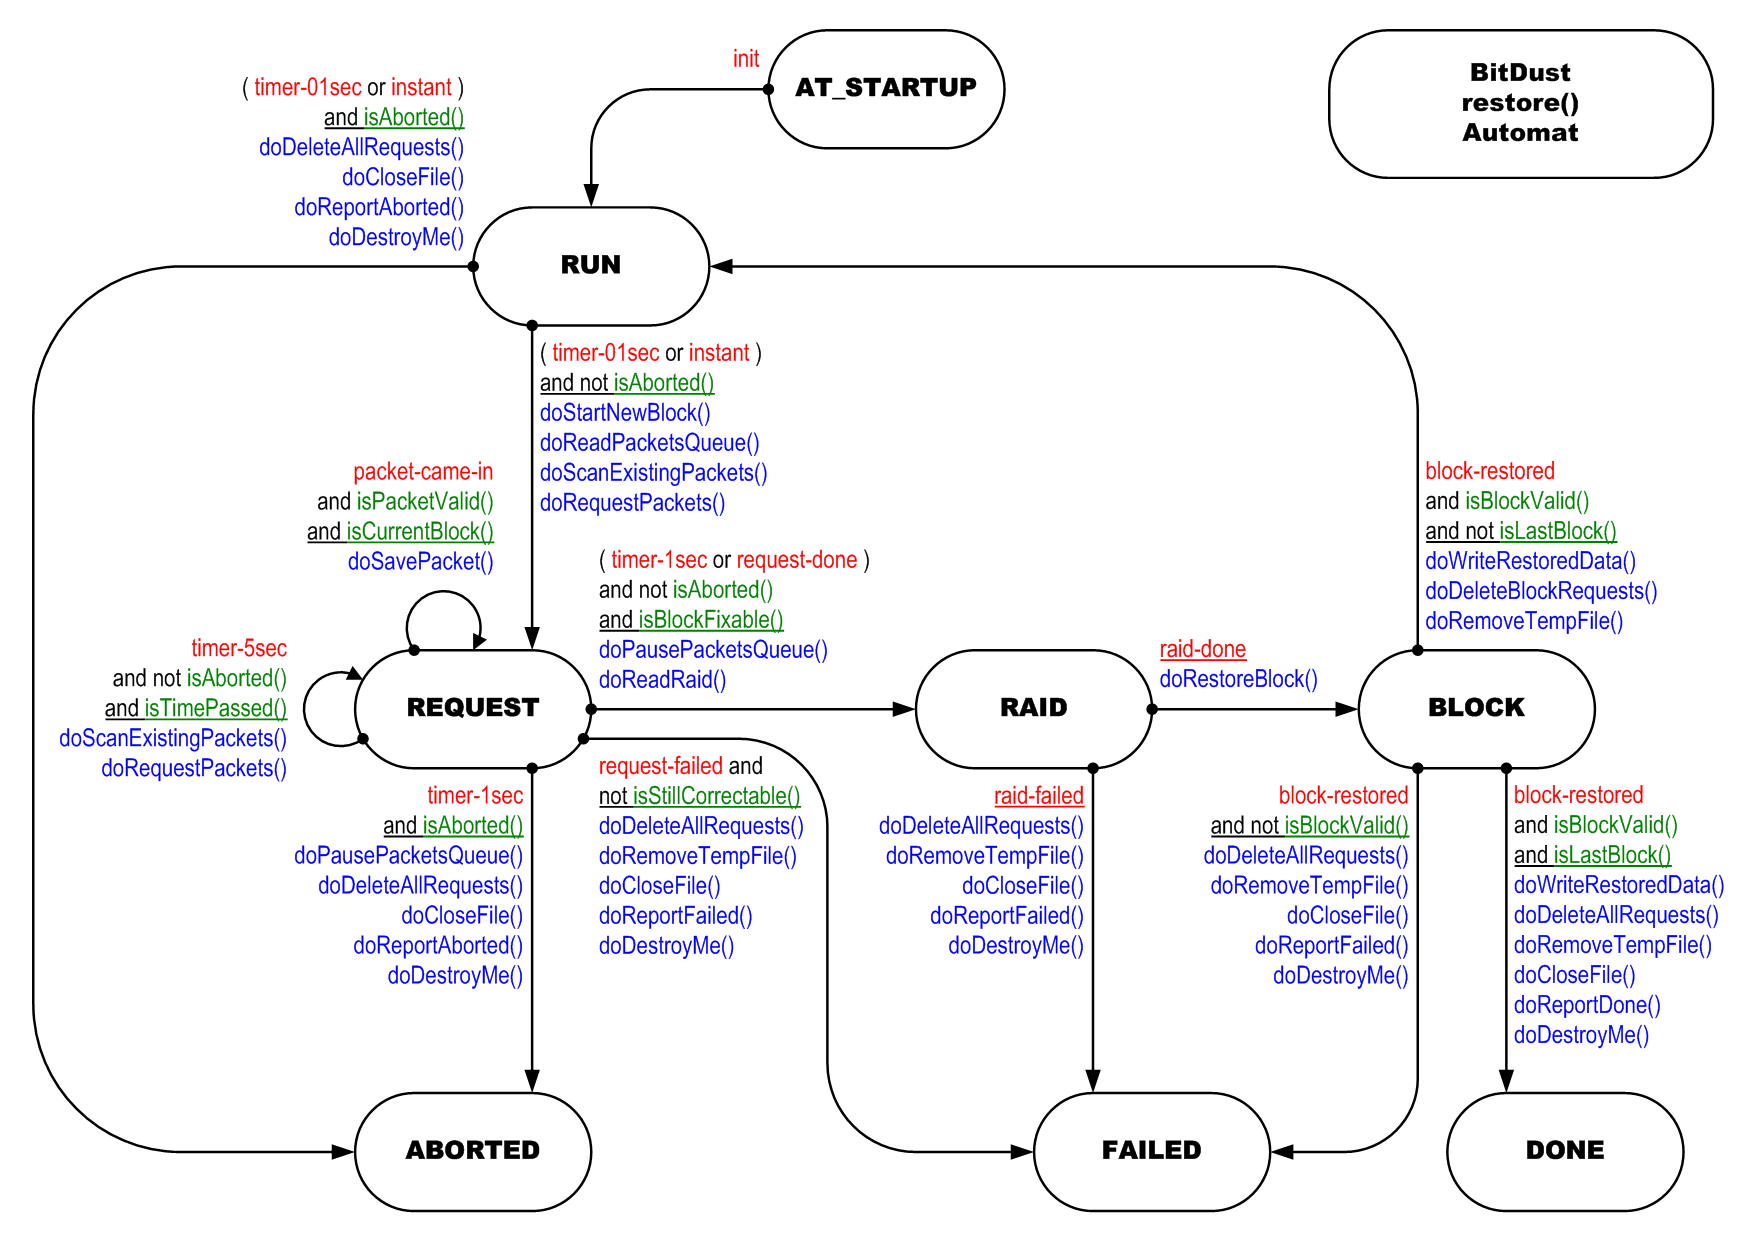 init
AT_STARTUP
BitDust
restore()
Automat
( timer-01sec or instant )
and isAborted()
doDeleteAllRequests()
doCloseFile()
doReportAborted()
doDestroyMe()
RUN
( timer-01sec or instant )
and not isAborted()
doStartNewBlock()
doReadPacketsQueue()
doScanExistingPackets()
doRequestPackets()
packet-came-in
and isPacketValid()
and isCurrentBlock()
doSavePacket()
block-restored
and isBlockValid()
and not isLastBlock()
doWriteRestoredData()
doDeleteBlockRequests()
doRemoveTempFile()
( timer-1sec or request-done )
and not isAborted()
and isBlockFixable()
doPausePacketsQueue()
doReadRaid()
timer-5sec
and not isAborted()
and isTimePassed()
doScanExistingPackets()
doRequestPackets()
raid-done
doRestoreBlock()
REQUEST
RAID
BLOCK
timer-1sec
and isAborted()
doPausePacketsQueue()
doDeleteAllRequests()
doCloseFile()
doReportAborted()
doDestroyMe()
request-failed and
not isStillCorrectable()
doDeleteAllRequests()
doRemoveTempFile()
doCloseFile()
doReportFailed()
doDestroyMe()
raid-failed
doDeleteAllRequests()
doRemoveTempFile()
doCloseFile()
doReportFailed()
doDestroyMe()
block-restored
and not isBlockValid()
doDeleteAllRequests()
doRemoveTempFile()
doCloseFile()
doReportFailed()
doDestroyMe()
block-restored
and isBlockValid()
and isLastBlock()
doWriteRestoredData()
doDeleteAllRequests()
doRemoveTempFile()
doCloseFile()
doReportDone()
doDestroyMe()
ABORTED
FAILED
DONE